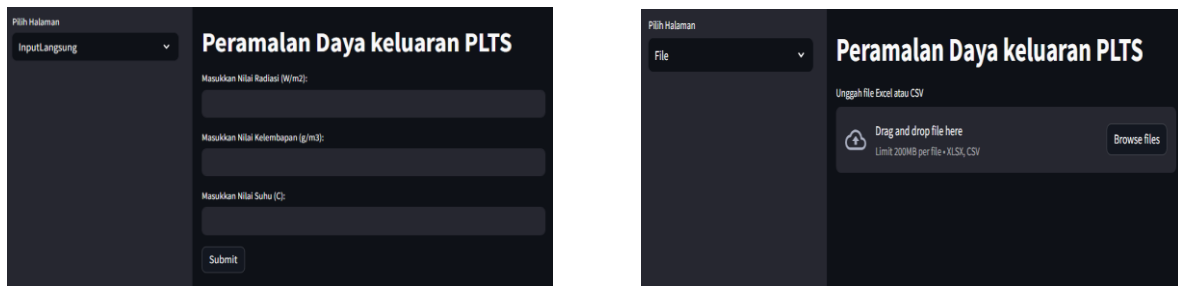 Pilih Halaman
InputLangsung
Peramalan Daya keluaran PLTS
Masukkan Nilai Radiasi (W/m2):
Masukkan Nilai Kelembapan (g/m3):
Masukkan Nilai Suhu (C):
Submit
Pilih Halaman
File
Peramalan Daya keluaran PLTS
Unggah file Excel atau CSV
Drag and drop file here
Limit 200MB per file • XLSX, CSV
Browse files